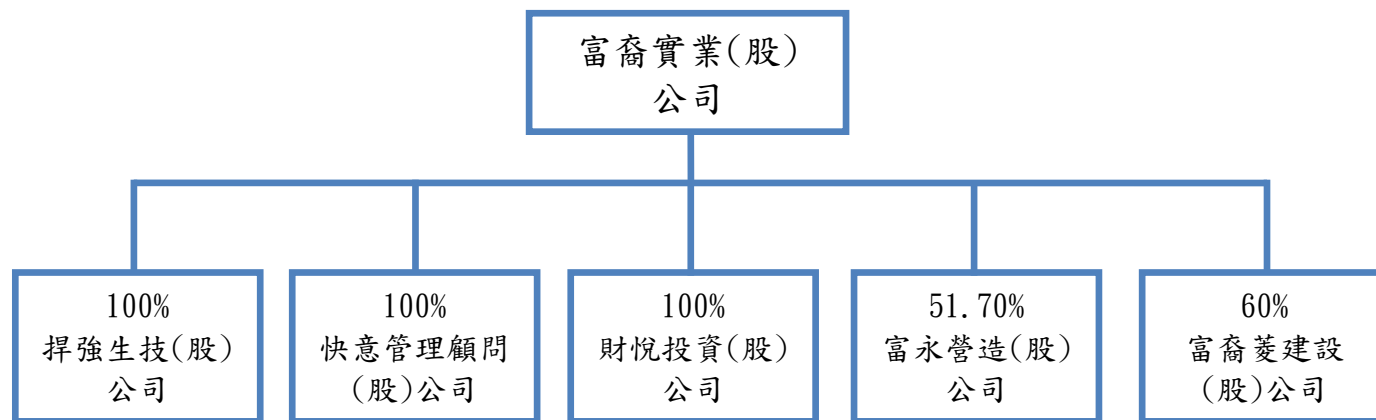 富裔實業(股)
公司
100%
捍強生技(股)
公司
100%
快意管理顧問
(股)公司
100%
財悅投資(股)
公司
51.70%
富永營造(股)
公司
60%
富裔菱建設
(股)公司